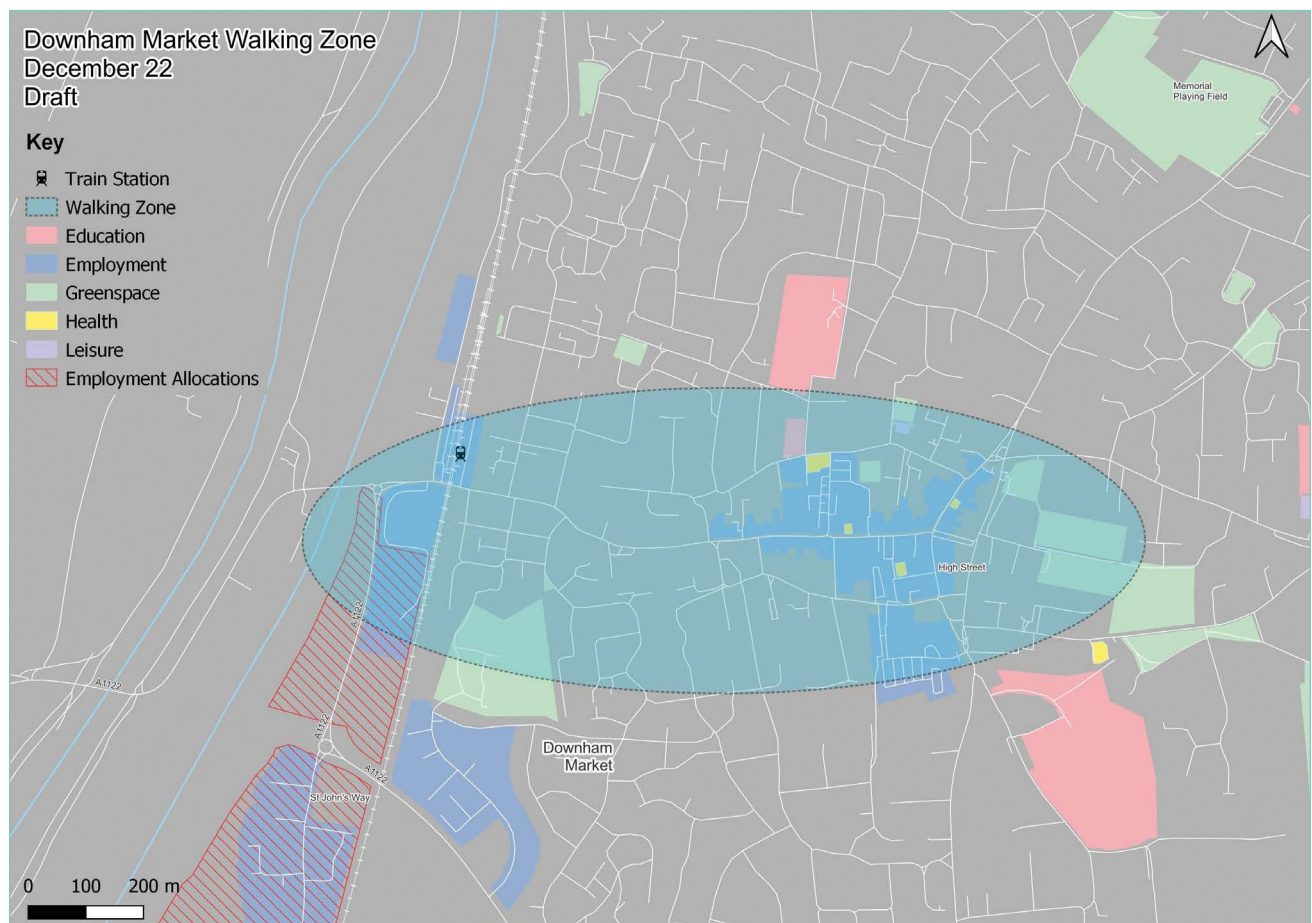 Downham Market Walking Zone
December 22
Draft
Key
Train Station
Walking Zone
Education
Employment
Greenspace
Health
Leisure
Employment Allocations
Memorial
Playing Field
High Street
A1122
A1122
A1122
A1122
St John's Way
Downham
Market
0 100 200 m